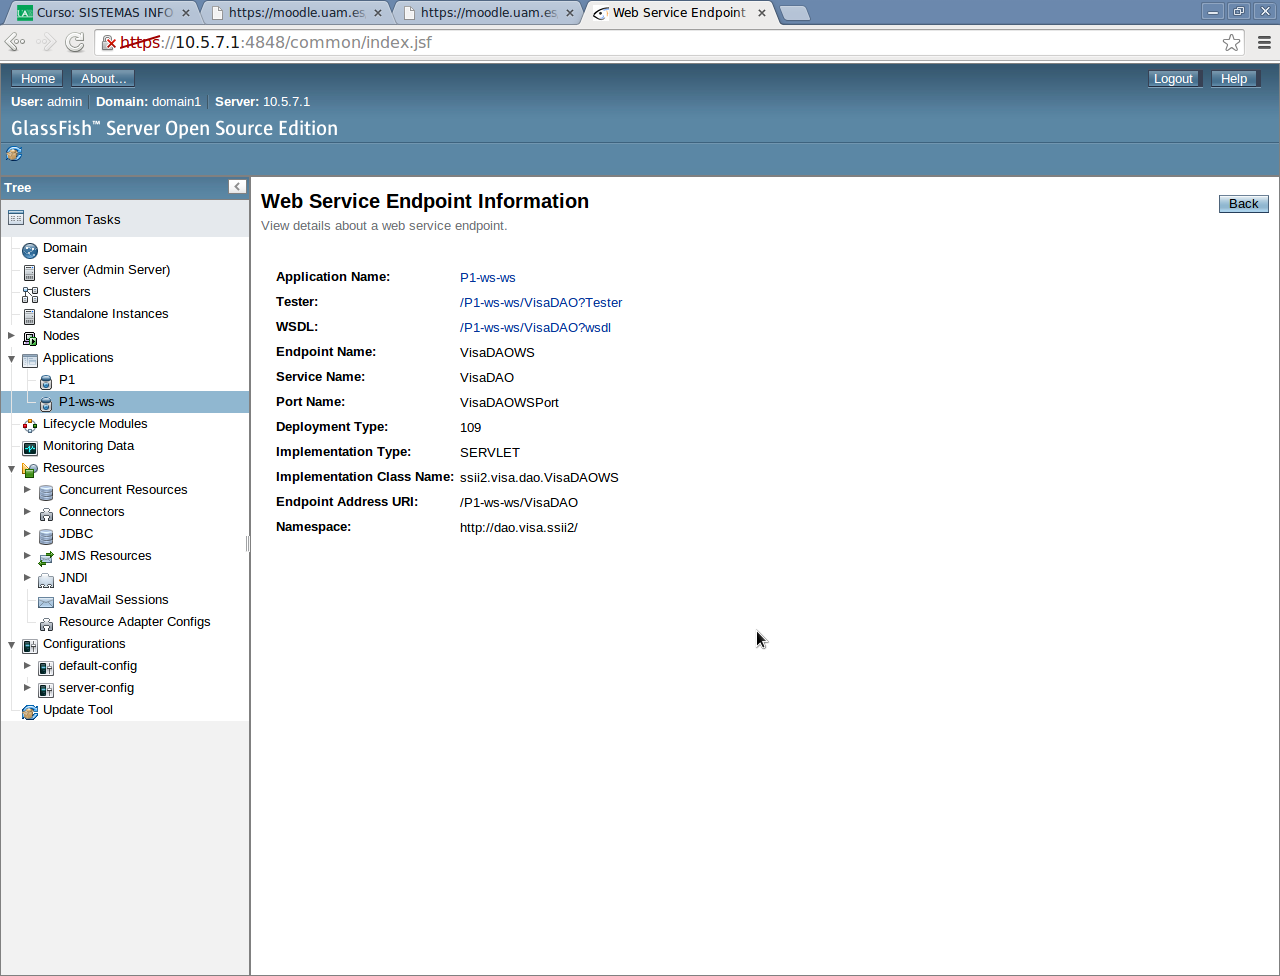 Curso: SISTEMAS INFO
https://moodle.uam.es
https://moodle.uam.es
Web Service Endpoint
https://10.5.7.1:4848/common/index.jsf
Home About...
Logout Help
User: admin Domain: domain1 Server: 10.5.7.1
GlassFish™ Server Open Source Edition
Tree
Common Tasks
Domain
server (Admin Server)
Clusters
Standalone Instances
Nodes
Applications
P1
P1-ws-ws
Lifecycle Modules
Monitoring Data
Resources
Concurrent Resources
Connectors
JDBC
JMS Resources
JNDI
JavaMail Sessions
Resource Adapter Configs
Configurations
default-config
server-config
Update Tool
Web Service Endpoint Information
Back
View details about a web service endpoint.
Application Name: P1-ws-ws
Tester: /P1-ws-ws/VisaDAO?Tester
WSDL: /P1-ws-ws/VisaDAO?wsdl
Endpoint Name: VisaDAOWS
Service Name: VisaDAO
Port Name: VisaDAOWSPort
Deployment Type: 109
Implementation Type: SERVLET
Implementation Class Name: ssii2.visa.dao.VisaDAOWS
Endpoint Address URI: /P1-ws-ws/VisaDAO
Namespace: http://dao.visa.ssii2/